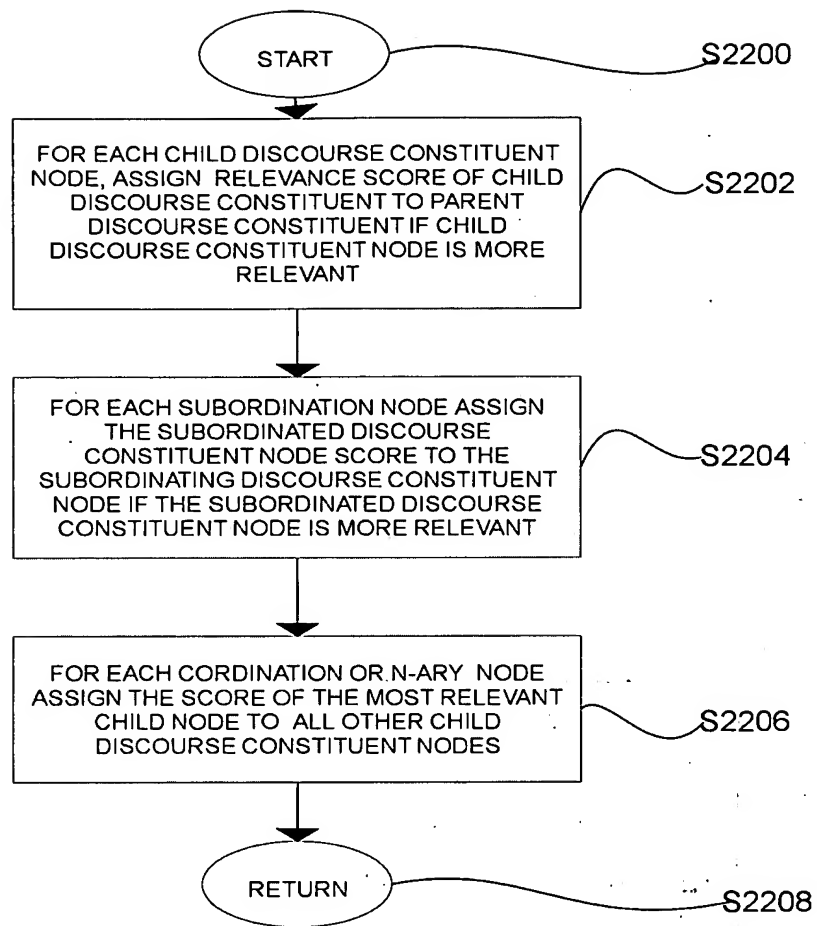 START
S2200
FOR EACH CHILD DISCOURSE CONSTITUENT
NODE, ASSIGN RELEVANCE SCORE OF CHILD
DISCOURSE CONSTITUENT TO PARENT
DISCOURSE CONSTITUENT IF CHILD
DISCOURSE CONSTITUENT NODE IS MORE
RELEVANT
S2202
FOR EACH SUBORDINATION NODE ASSIGN
THE SUBORDINATED DISCOURSE
CONSTITUENT NODE SCORE TO THE
SUBORDINATING DISCOURSE CONSTITUENT
NODE IF THE SUBORDINATED DISCOURSE
CONSTITUENT NODE IS MORE RELEVANT
S2204
FOR EACH CORDINATION OR N-ARY NODE
ASSIGN THE SCORE OF THE MOST RELEVANT
CHILD NODE TO ALL OTHER CHILD
DISCOURSE CONSTITUENT NODES
S2206
RETURN
S2208